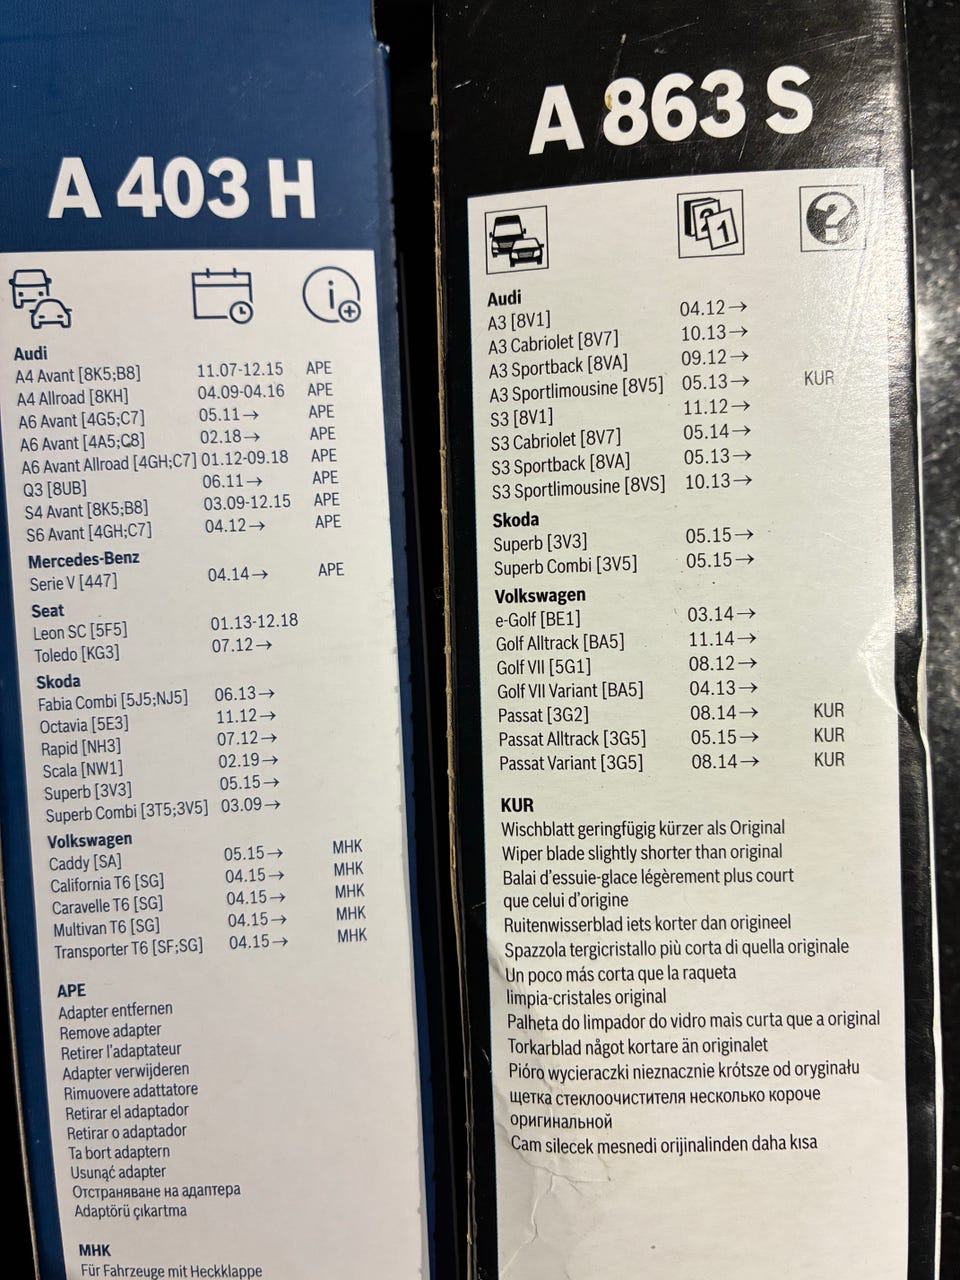 A 403 H
Audi
A4 Avant [8K5;B8] 11.07-12.15 APE
A4 Allroad [8KH] 04.09-04.16 APE
A6 Avant [4G5;C7] 05.11→ APE
A6 Avant [4A5;C8] 02.18→ APE
A6 Avant Allroad [4GH;C7] 01.12-09.18 APE
Q3 [8UB] 06.11→ APE
S4 Avant [8K5;B8] 03.09-12.15 APE
S6 Avant [4GH;C7] 04.12→ APE
Mercedes-Benz
Serie V [447] 04.14→ APE
Seat
Leon SC [5F5] 01.13-12.18
Toledo [KG3] 07.12→
Skoda
Fabia Combi [5J5;NJ5] 06.13→
Octavia [5E3] 11.12→
Rapid [NH3] 07.12→
Scala [NW1] 02.19→
Superb [3V3] 05.15→
Superb Combi [3T5;3V5] 03.09→
Volkswagen
Caddy [SA] 05.15→ MHK
California T6 [SG] 04.15→ MHK
Caravelle T6 [SG] 04.15→ MHK
Multivan T6 [SG] 04.15→ MHK
Transporter T6 [SF;SG] 04.15→ MHK
APE
Adapter entfernen
Remove adapter
Retirer l'adaptateur
Adapter verwijderen
Rimuovere adattatore
Retirar el adaptador
Retirar o adaptador
Ta bort adaptern
Usunąć adapter
Отстраняване на адаптера
Adaptörü çıkartma
MHK
Für Fahrzeuge mit Heckklappe
A 863 S
2 1
?
Audi
A3 [8V1] 04.12→
A3 Cabriolet [8V7] 10.13→
A3 Sportback [8VA] 09.12→
A3 Sportlimousine [8V5] 05.13→ KUR
S3 [8V1] 11.12→
S3 Cabriolet [8V7] 05.14→
S3 Sportback [8VA] 05.13→
S3 Sportlimousine [8VS] 10.13→
Skoda
Superb [3V3] 05.15→
Superb Combi [3V5] 05.15→
Volkswagen
e-Golf [BE1] 03.14→
Golf Alltrack [BA5] 11.14→
Golf VII [5G1] 08.12→
Golf VII Variant [BA5] 04.13→
Passat [3G2] 08.14→ KUR
Passat Alltrack [3G5] 05.15→ KUR
Passat Variant [3G5] 08.14→ KUR
KUR
Wischblatt geringfügig kürzer als Original
Wiper blade slightly shorter than original
Balai d'essuie-glace légèrement plus court
que celui d'origine
Ruitenwisserblad iets korter dan origineel
Spazzola tergicristallo più corta di quella originale
Un poco más corta que la raqueta
limpia-cristales original
Palheta do limpador do vidro mais curta que a original
Torkarblad något kortare än originalet
Pióro wycieraczki nieznacznie krótsze od oryginału
щетка стеклоочистителя несколько короче
оригинальной
Cam silecek mesnedi orijinalinden daha kısa